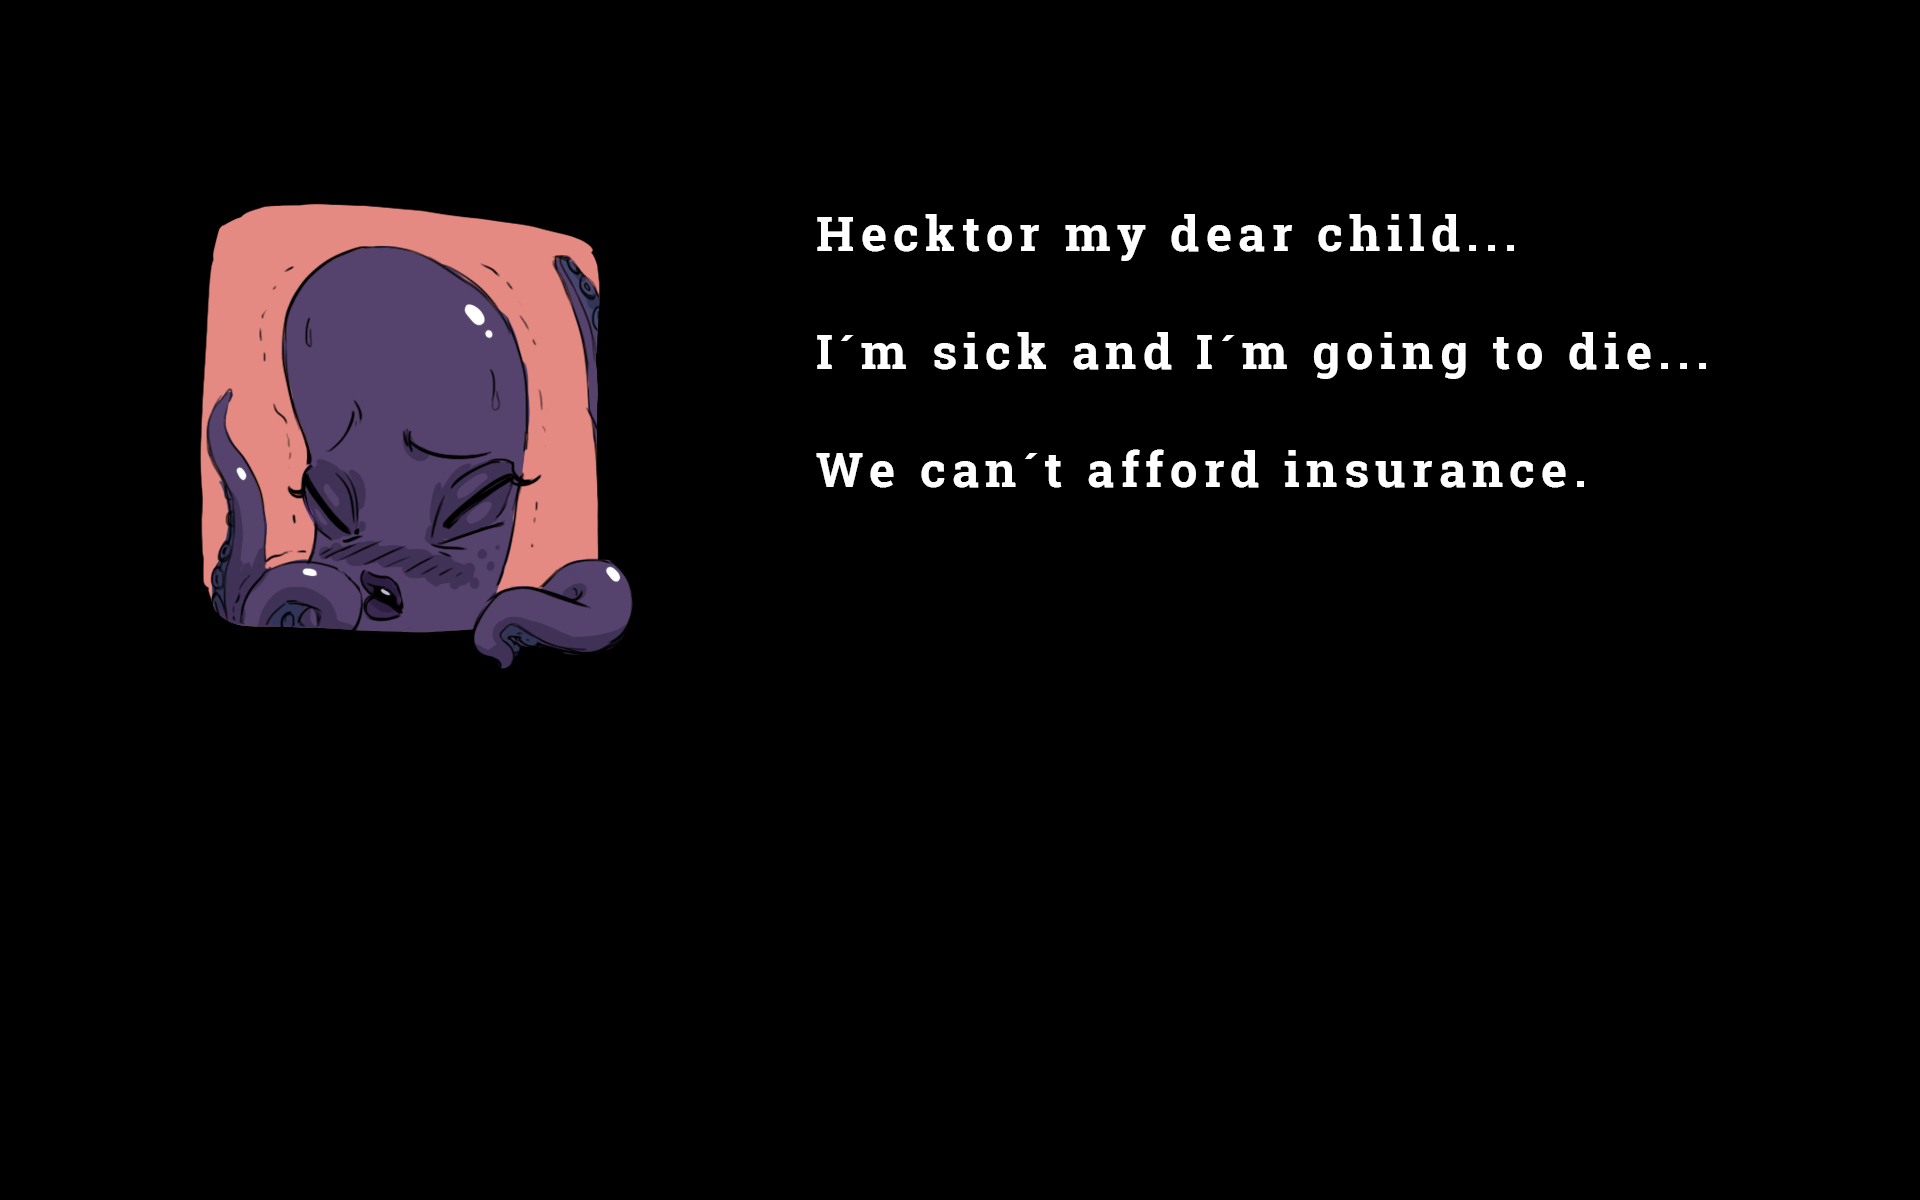 Hecktor my dear child...
I´m sick and I´m going to die...
We can´t afford insurance.